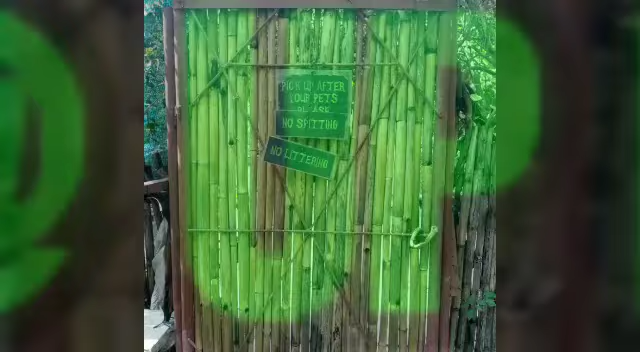 PICK UP AFTER
YOUR PETS
PLEASE
NO SPITTING
NO LITTERING